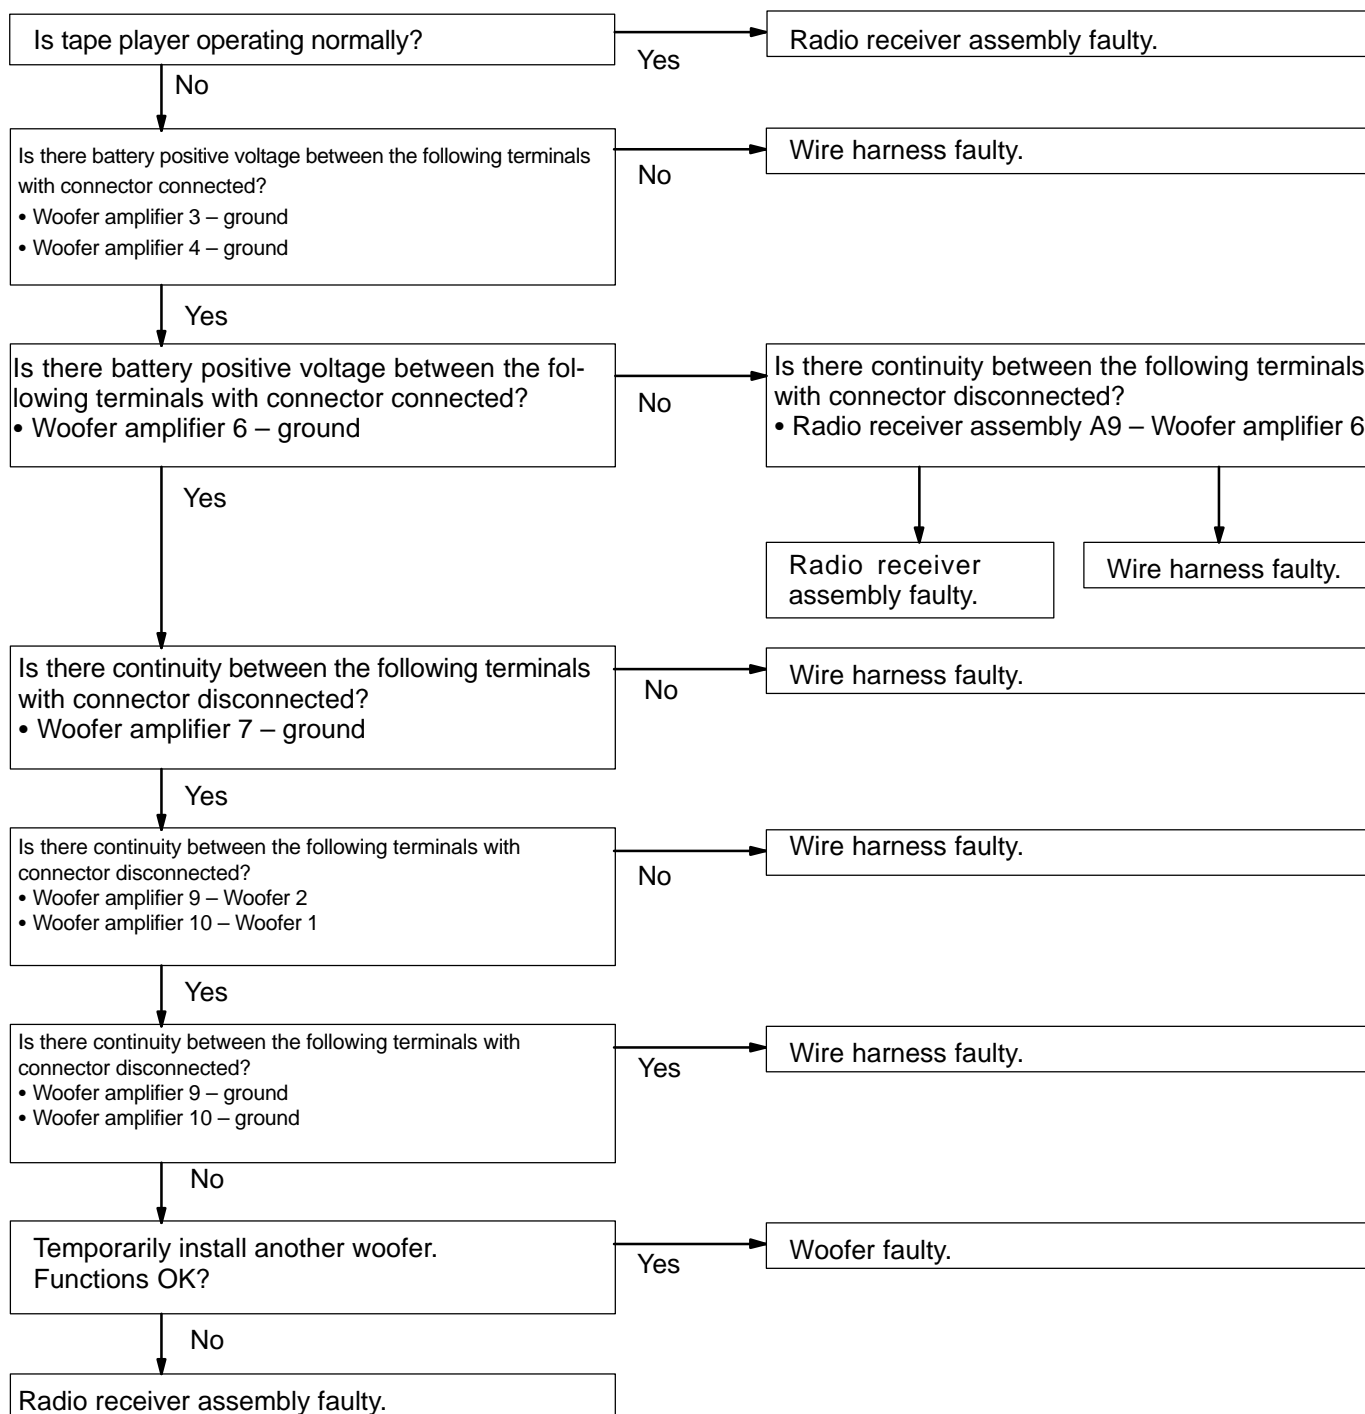 Is tape player operating normally?
Yes
Radio receiver assembly faulty.
No
Is there battery positive voltage between the following terminals
with connector connected?
• Woofer amplifier 3 – ground
• Woofer amplifier 4 – ground
No
Wire harness faulty.
Yes
Is there battery positive voltage between the fol-
lowing terminals with connector connected?
• Woofer amplifier 6 – ground
No
Is there continuity between the following terminals
with connector disconnected?
• Radio receiver assembly A9 – Woofer amplifier 6
Yes
Radio receiver
assembly faulty.
Wire harness faulty.
Is there continuity between the following terminals
with connector disconnected?
• Woofer amplifier 7 – ground
No
Wire harness faulty.
Yes
Is there continuity between the following terminals with
connector disconnected?
• Woofer amplifier 9 – Woofer 2
• Woofer amplifier 10 – Woofer 1
No
Wire harness faulty.
Yes
Is there continuity between the following terminals with
connector disconnected?
• Woofer amplifier 9 – ground
• Woofer amplifier 10 – ground
Yes
Wire harness faulty.
No
Temporarily install another woofer.
Functions OK?
Yes
Woofer faulty.
No
Radio receiver assembly faulty.